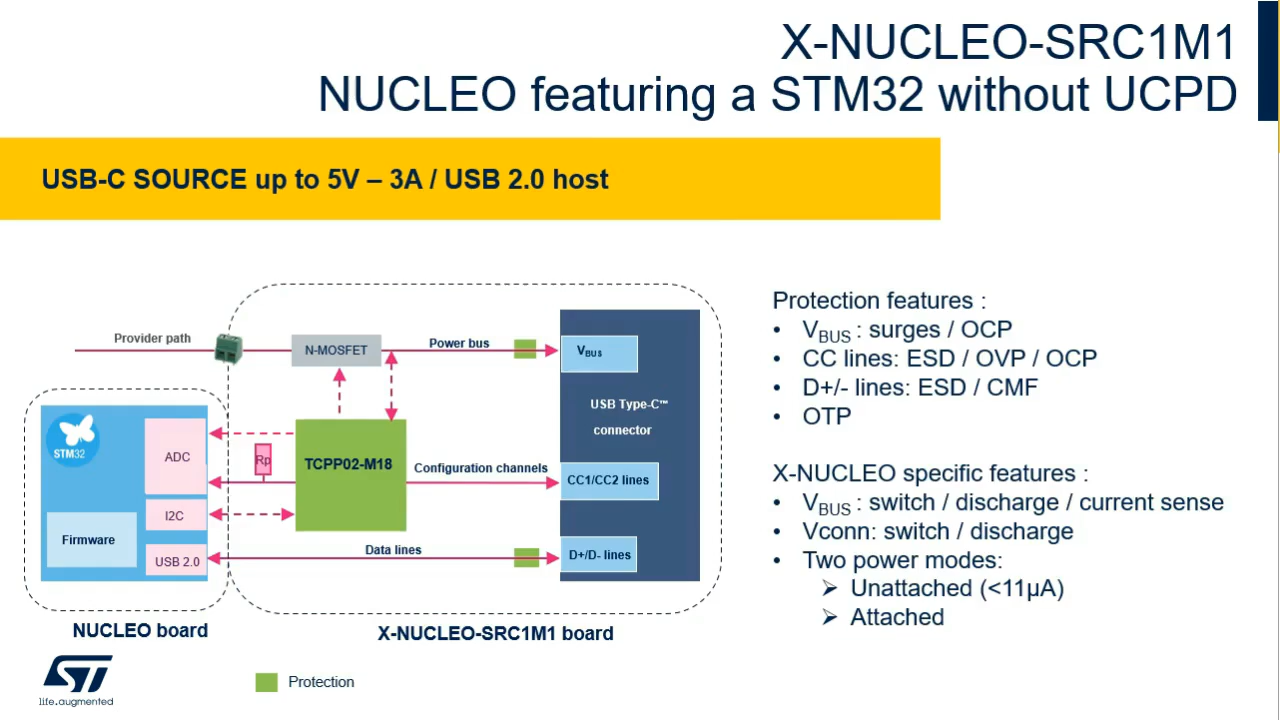 X-NUCLEO-SRC1M1
NUCLEO featuring a STM32 without UCPD
USB-C SOURCE up to 5V – 3A / USB 2.0 host
Provider path
N-MOSFET
Power bus
VBUS
USB Type-C™
connector
STM32
ADC
Rp
TCPP02-M18
Configuration channels
CC1/CC2 lines
I2C
Firmware
USB 2.0
Data lines
D+/D- lines
NUCLEO board
X-NUCLEO-SRC1M1 board
Protection
Protection features :
• VBUS : surges / OCP
• CC lines: ESD / OVP / OCP
• D+/- lines: ESD / CMF
• OTP
X-NUCLEO specific features :
• VBUS : switch / discharge / current sense
• Vconn: switch / discharge
• Two power modes:
➢ Unattached (<11µA)
➢ Attached
ST
life.augmented